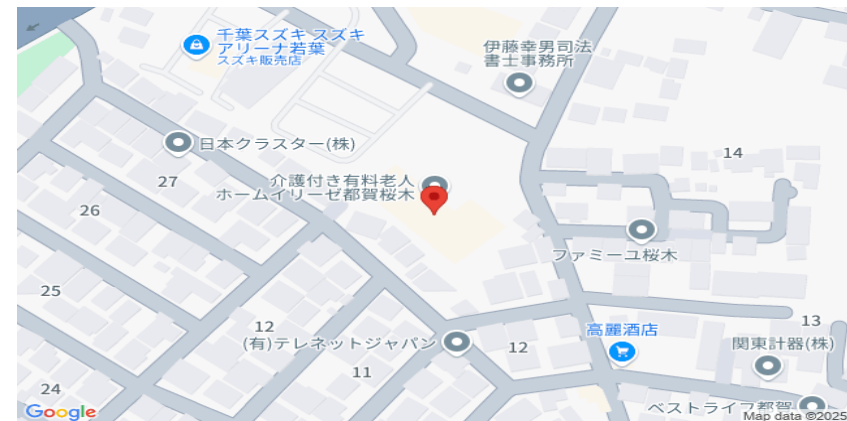 千葉スズキ スズキ
アリーナ若葉
スズキ販売店
伊藤幸男司法
書士事務所
日本クラスター(株)
14
介護付き有料老人
ホームイリーゼ都賀桜木
27
26
ファミーユ桜木
25
12
(有)テレネットジャパン
高麗酒店
13
12
関東計器(株)
11
24
ベストライフ都賀
Google
Map data ©2025